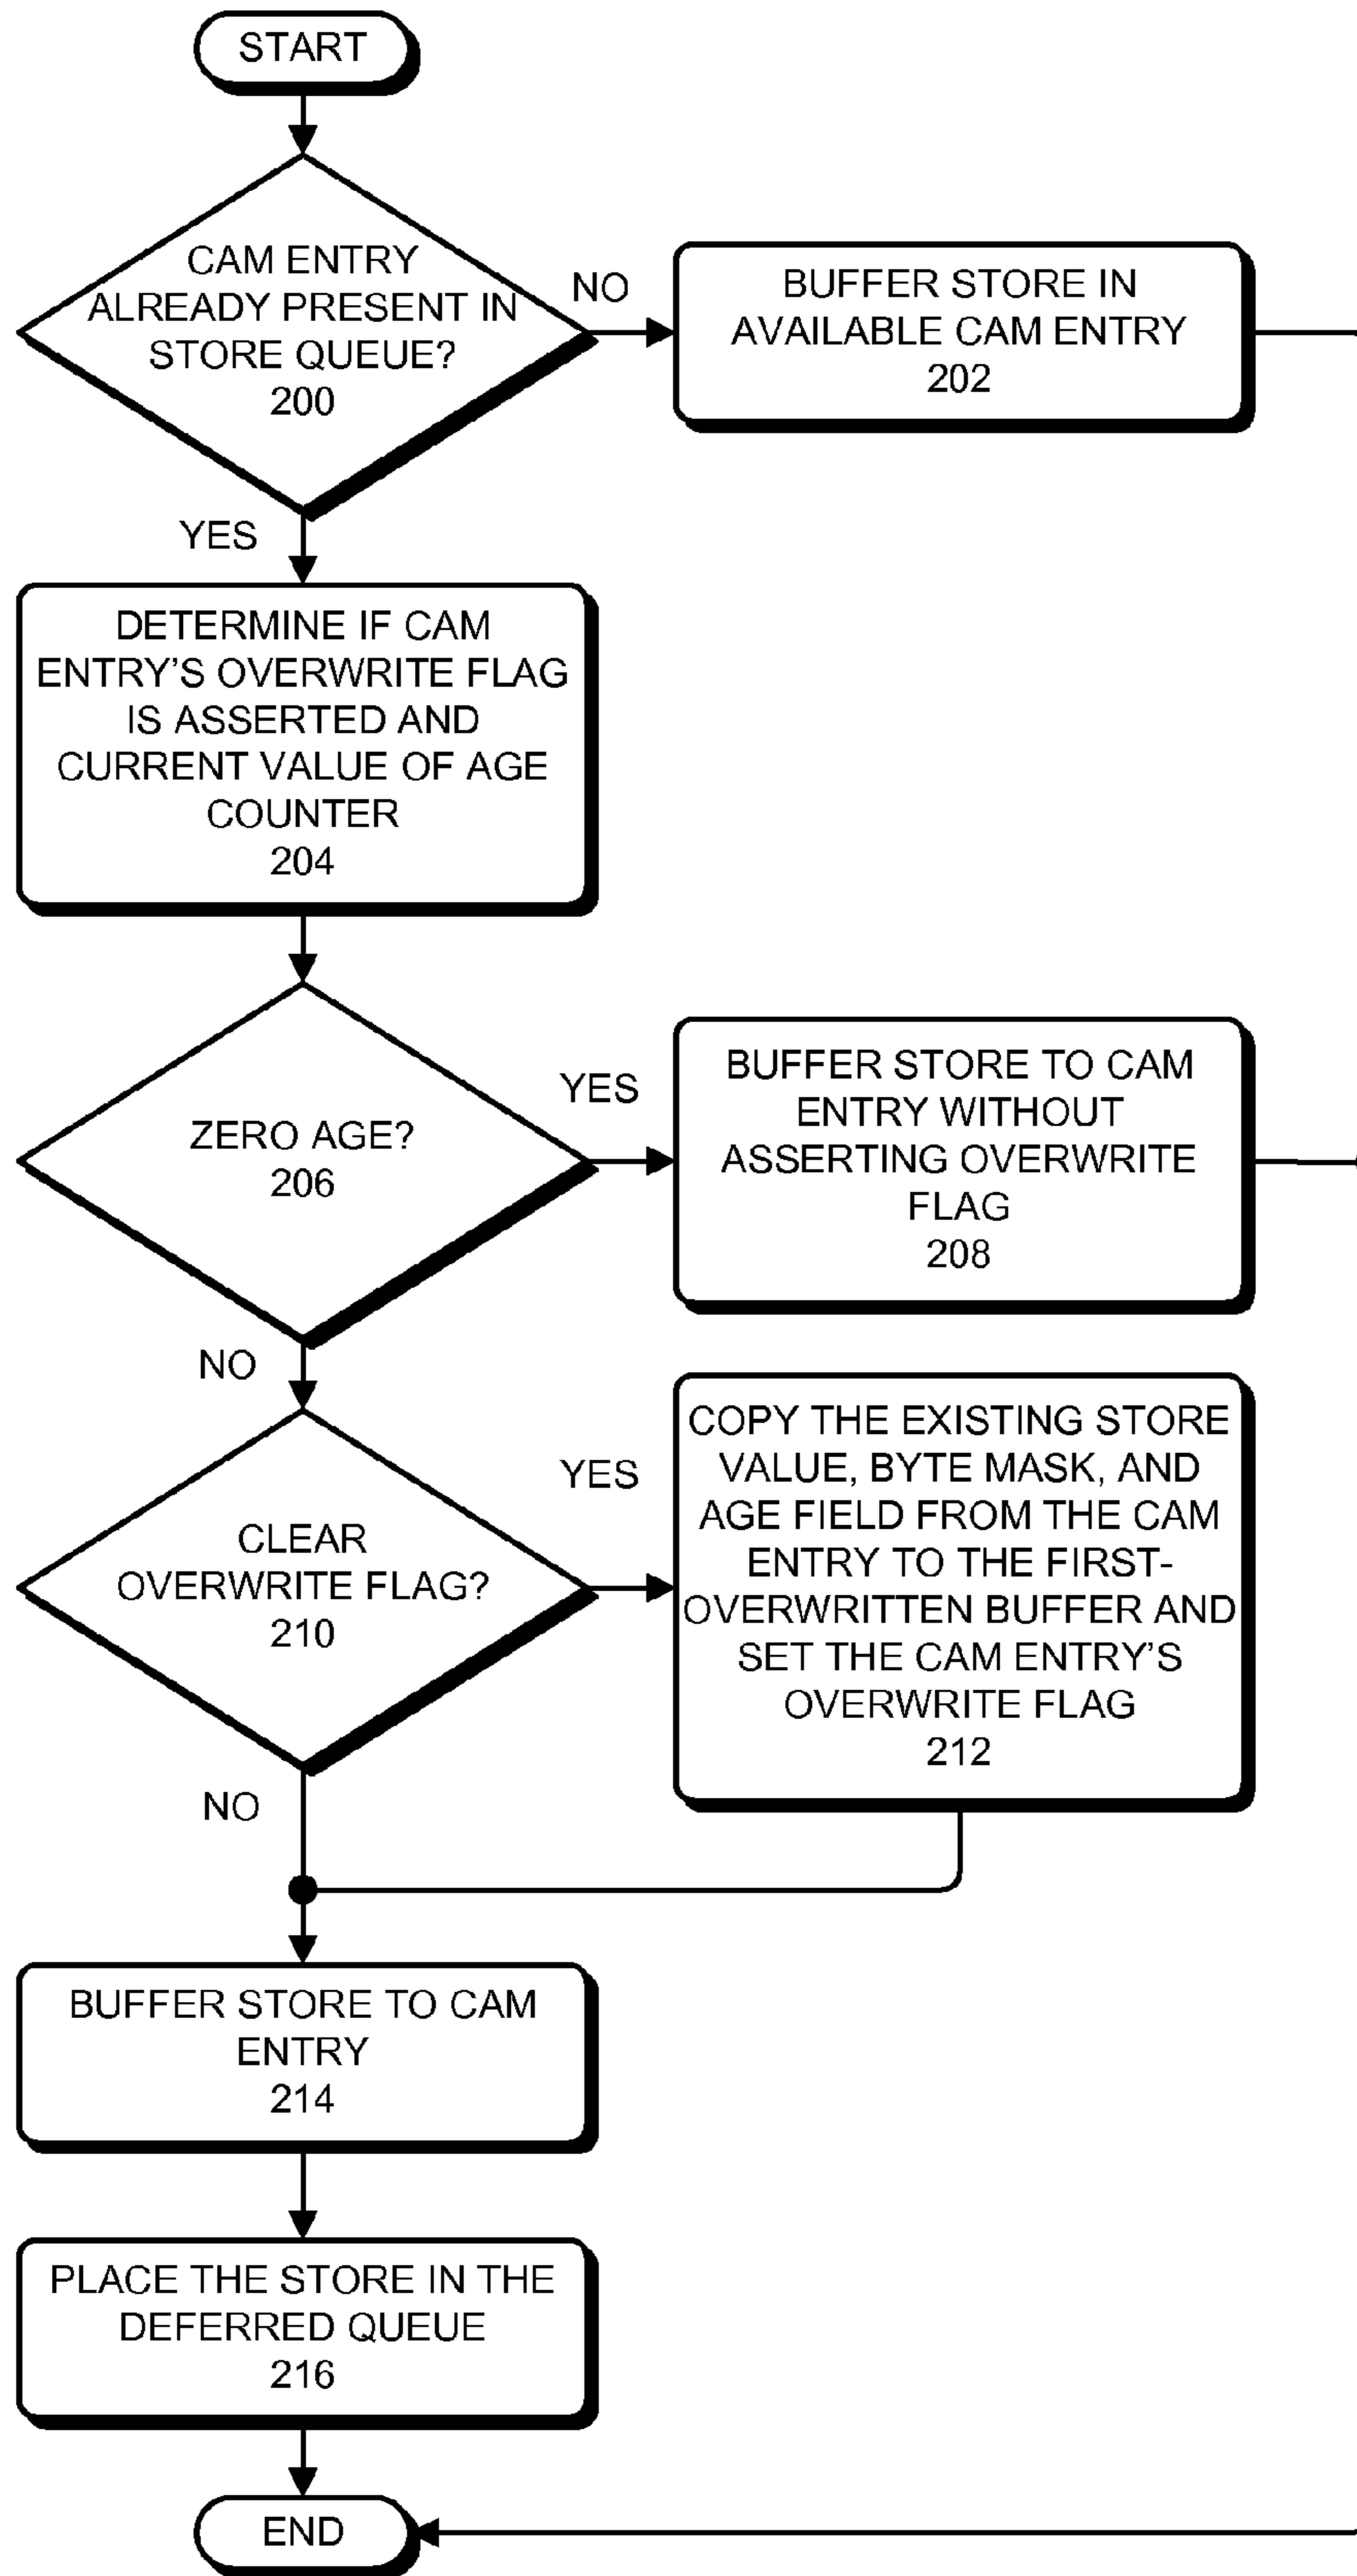 START
CAM ENTRY
ALREADY PRESENT IN
STORE QUEUE?
200
NO
BUFFER STORE IN
AVAILABLE CAM ENTRY
202
YES
DETERMINE IF CAM
ENTRY'S OVERWRITE FLAG
IS ASSERTED AND
CURRENT VALUE OF AGE
COUNTER
204
ZERO AGE?
206
YES
BUFFER STORE TO CAM
ENTRY WITHOUT
ASSERTING OVERWRITE
FLAG
208
NO
CLEAR
OVERWRITE FLAG?
210
YES
COPY THE EXISTING STORE
VALUE, BYTE MASK, AND
AGE FIELD FROM THE CAM
ENTRY TO THE FIRST-
OVERWRITTEN BUFFER AND
SET THE CAM ENTRY'S
OVERWRITE FLAG
212
NO
BUFFER STORE TO CAM
ENTRY
214
PLACE THE STORE IN THE
DEFERRED QUEUE
216
END